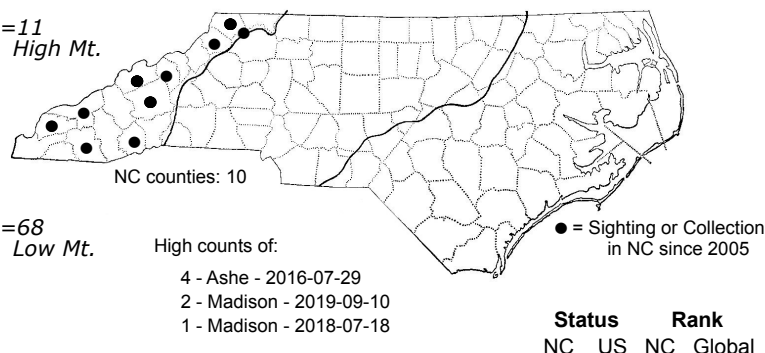 =11
High Mt.
NC counties: 10
=68
Low Mt.
High counts of:
4 - Ashe - 2016-07-29
2 - Madison - 2019-09-10
1 - Madison - 2018-07-18
● = Sighting or Collection
in NC since 2005
Status Rank
NC US NC Global